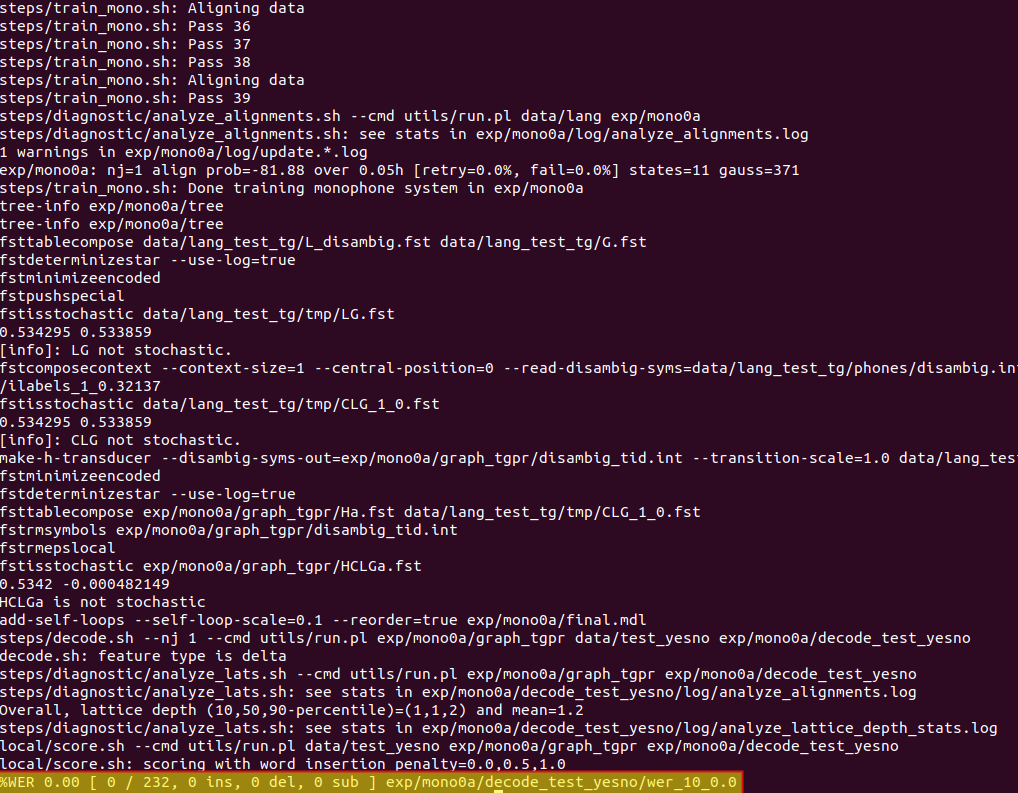 steps/train_mono.sh: Aligning data
steps/train_mono.sh: Pass 36
steps/train_mono.sh: Pass 37
steps/train_mono.sh: Pass 38
steps/train_mono.sh: Aligning data
steps/train_mono.sh: Pass 39
steps/diagnostic/analyze_alignments.sh --cmd utils/run.pl data/lang exp/mono0a
steps/diagnostic/analyze_alignments.sh: see stats in exp/mono0a/log/analyze_alignments.log
1 warnings in exp/mono0a/log/update.*.log
exp/mono0a: nj=1 align prob=-81.88 over 0.05h [retry=0.0%, fail=0.0%] states=11 gauss=371
steps/train_mono.sh: Done training monophone system in exp/mono0a
tree-info exp/mono0a/tree
tree-info exp/mono0a/tree
fsttablecompose data/lang_test_tg/L_disambig.fst data/lang_test_tg/G.fst
fstdeterminizestar --use-log=true
fstminimizeencoded
fstpushspecial
fstisstochastic data/lang_test_tg/tmp/LG.fst
0.534295 0.533859
[info]: LG not stochastic.
fstcomposecontext --context-size=1 --central-position=0 --read-disambig-syms=data/lang_test_tg/phones/disambig.in
/ilabels_1_0.32137
fstisstochastic data/lang_test_tg/tmp/CLG_1_0.fst
0.534295 0.533859
[info]: CLG not stochastic.
make-h-transducer --disambig-syms-out=exp/mono0a/graph_tgpr/disambig_tid.int --transition-scale=1.0 data/lang_tes
fstminimizeencoded
fstdeterminizestar --use-log=true
fsttablecompose exp/mono0a/graph_tgpr/Ha.fst data/lang_test_tg/tmp/CLG_1_0.fst
fstrmsymbols exp/mono0a/graph_tgpr/disambig_tid.int
fstrmepslocal
fstisstochastic exp/mono0a/graph_tgpr/HCLGa.fst
0.5342 -0.000482149
HCLGa is not stochastic
add-self-loops --self-loop-scale=0.1 --reorder=true exp/mono0a/final.mdl
steps/decode.sh --nj 1 --cmd utils/run.pl exp/mono0a/graph_tgpr data/test_yesno exp/mono0a/decode_test_yesno
decode.sh: feature type is delta
steps/diagnostic/analyze_lats.sh --cmd utils/run.pl exp/mono0a/graph_tgpr exp/mono0a/decode_test_yesno
steps/diagnostic/analyze_lats.sh: see stats in exp/mono0a/decode_test_yesno/log/analyze_alignments.log
Overall, lattice depth (10,50,90-percentile)=(1,1,2) and mean=1.2
steps/diagnostic/analyze_lats.sh: see stats in exp/mono0a/decode_test_yesno/log/analyze_lattice_depth_stats.log
local/score.sh --cmd utils/run.pl data/test_yesno exp/mono0a/graph_tgpr exp/mono0a/decode_test_yesno
local/score.sh: scoring with word insertion penalty=0.0,0.5,1.0
%WER 0.00 [ 0 / 232, 0 ins, 0 del, 0 sub ] exp/mono0a/decode_test_yesno/wer_10_0.0